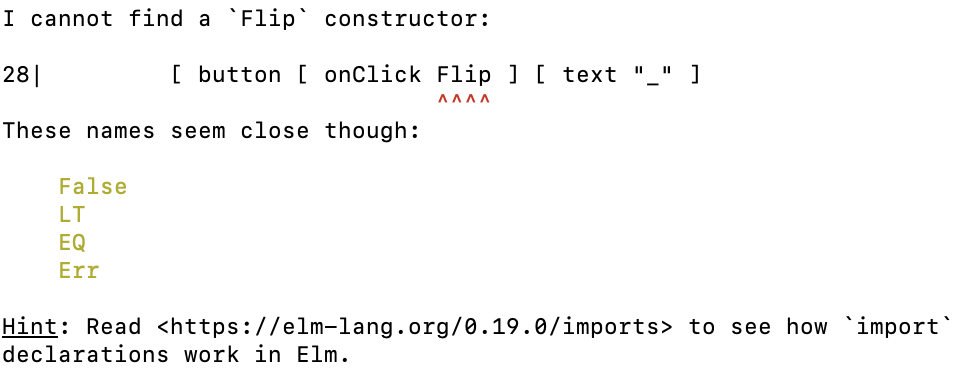 I cannot find a `Flip` constructor:
28|         [ button [ onClick Flip ] [ text "_" ]
^^^^
These names seem close though:
False
LT
EQ
Err
Hint: Read <https://elm-lang.org/0.19.0/imports> to see how `import`
declarations work in Elm.